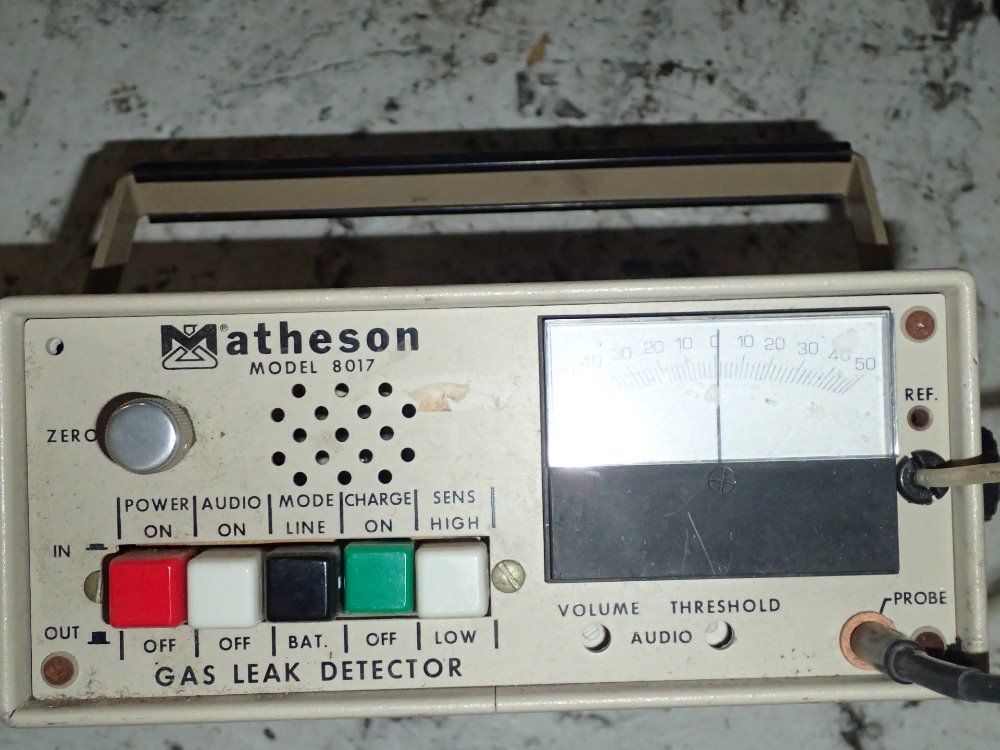 Matheson®
MODEL 8017
40 30 20 10 0 10 20 30 40 50
REF.
ZERO
POWER AUDIO MODE CHARGE SENS
ON ON LINE ON HIGH
IN
OUT
OFF OFF BAT. OFF LOW
GAS LEAK DETECTOR
VOLUME THRESHOLD
AUDIO
PROBE